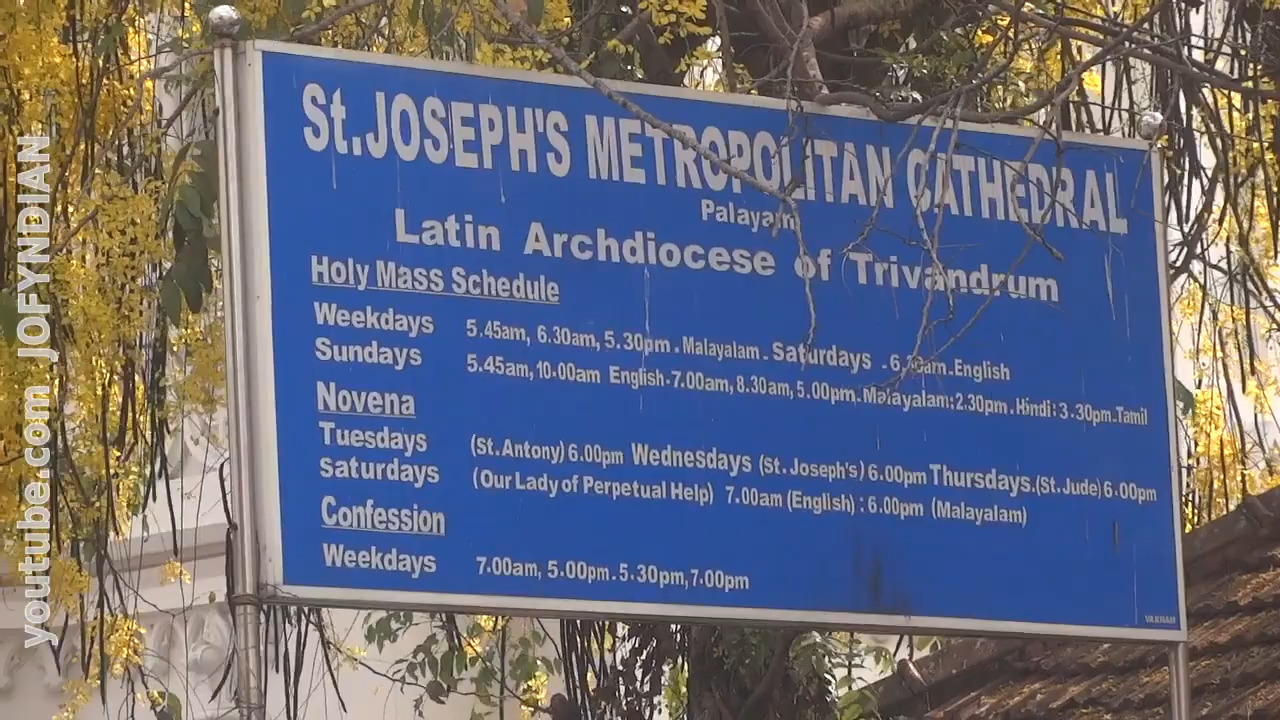 St.JOSEPH'S METROPOLITAN CATHEDRAL
Palayam
Latin Archdiocese of Trivandrum
Holy Mass Schedule
Weekdays 5.45am, 6.30am, 5.30pm . Malayalam . Saturdays . 6.30am . English
Sundays 5.45am, 10.00am English - 7.00am, 8.30am, 5.00pm. Malayalam: 2.30pm . Hindi: 3.30pm . Tamil
Novena
Tuesdays (St. Antony) 6.00pm Wednesdays (St. Joseph's) 6.00pm Thursdays. (St. Jude) 6.00pm
Saturdays (Our Lady of Perpetual Help) 7.00am (English) : 6.00pm (Malayalam)
Confession
Weekdays 7.00am, 5.00pm . 5.30pm, 7.00pm
youtube.com JOFYNDIAN